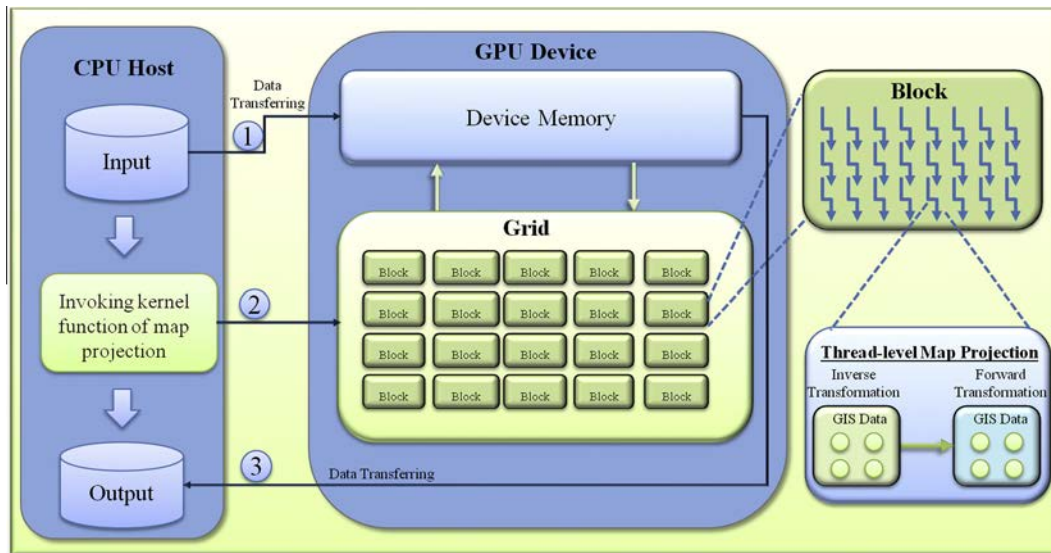 CPU Host
Input
Invoking kernel
function of map
projection
Output
Data
Transferring
1
2
3
GPU Device
Device Memory
Grid
Block Block Block Block Block
Block Block Block Block Block
Block Block Block Block Block
Block Block Block Block Block
Data Transferring
Block
Thread-level Map Projection
Inverse
Transformation
GIS Data
Forward
Transformation
GIS Data